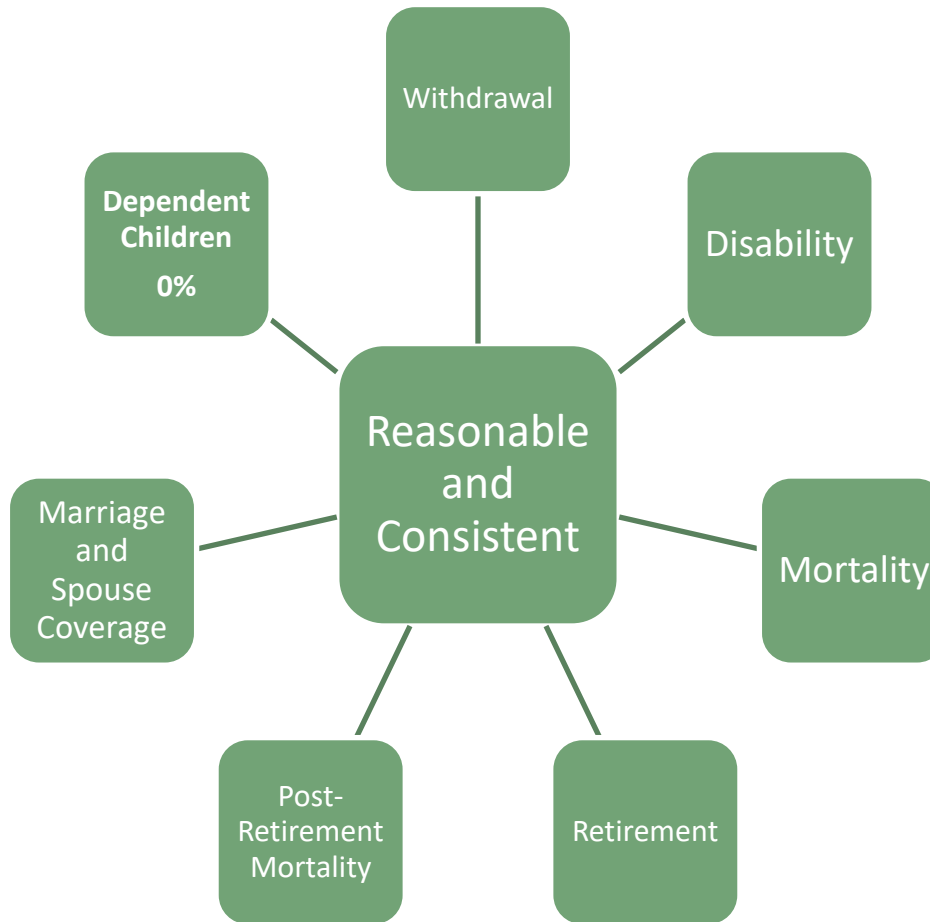 Withdrawal
Dependent
Children
0%
Disability
Reasonable
and
Consistent
Marriage
and
Spouse
Coverage
Mortality
Post-
Retirement
Mortality
Retirement